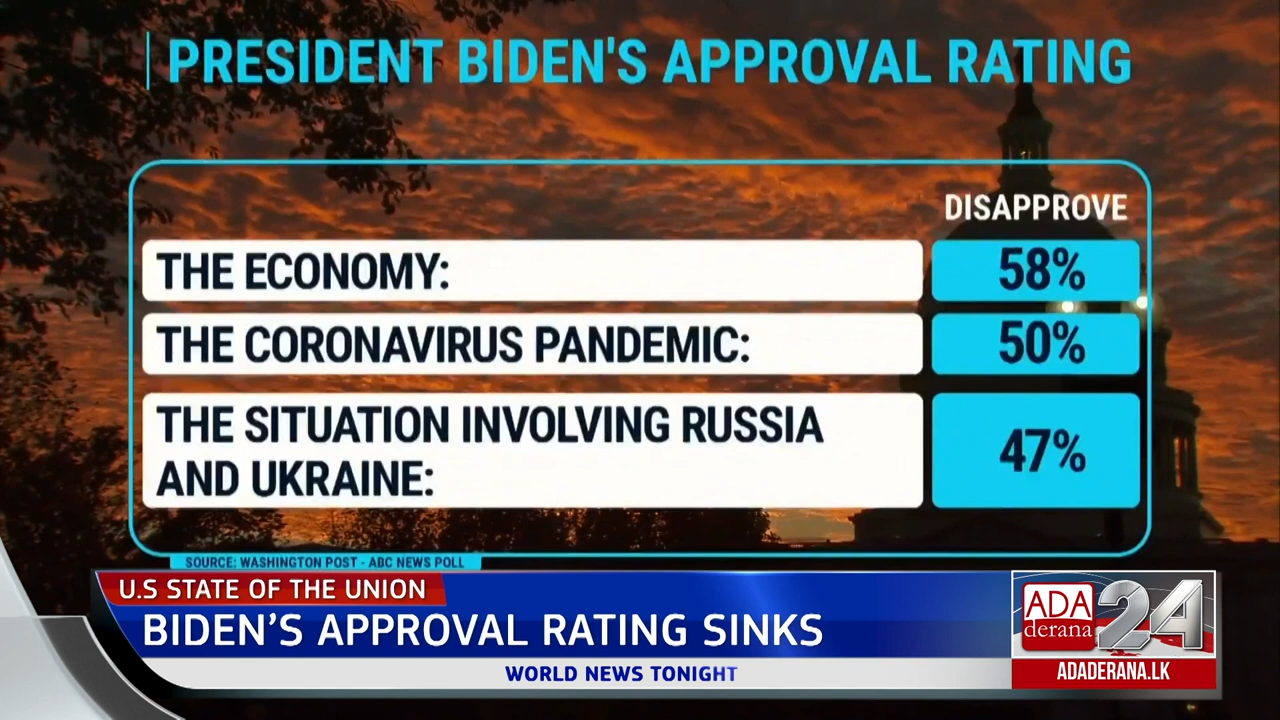 PRESIDENT BIDEN'S APPROVAL RATING
DISAPPROVE
THE ECONOMY: 58%
THE CORONAVIRUS PANDEMIC: 50%
THE SITUATION INVOLVING RUSSIA
AND UKRAINE: 47%
SOURCE: WASHINGTON POST - ABC NEWS POLL
U.S STATE OF THE UNION
BIDEN’S APPROVAL RATING SINKS
WORLD NEWS TONIGHT
ADA
derana 24
ADADERANA.LK